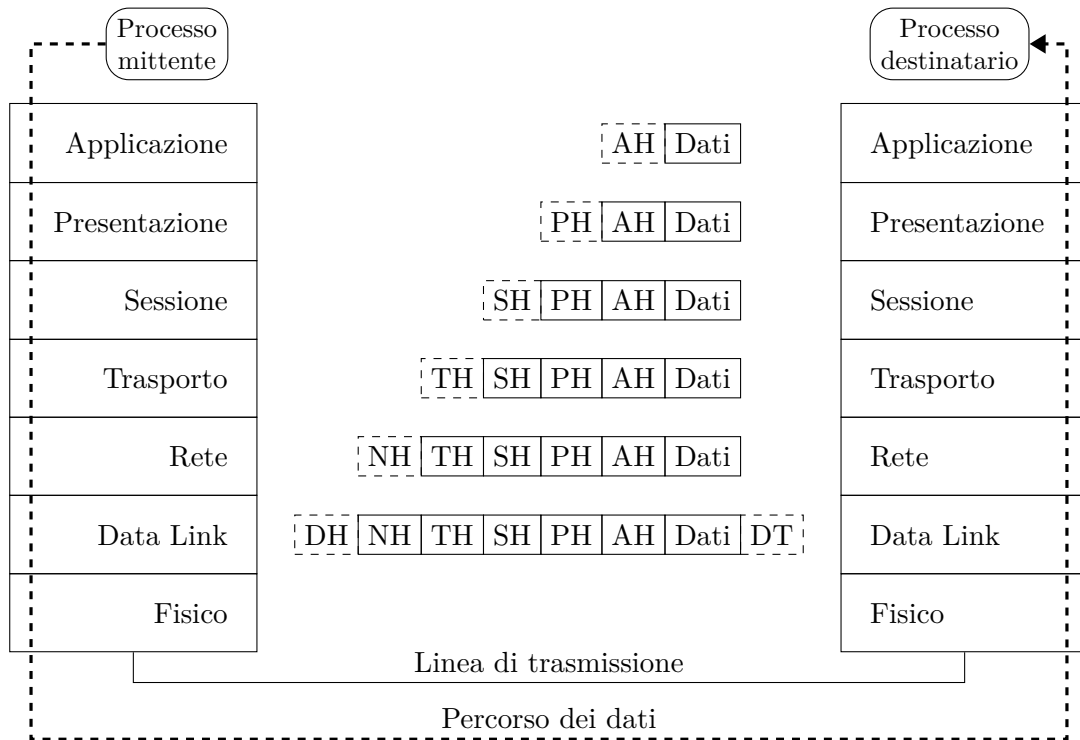 Processo
mittente
Processo
destinatario
Applicazione
AH Dati
Applicazione
Presentazione
PH AH Dati
Presentazione
Sessione
SH PH AH Dati
Sessione
Trasporto
TH SH PH AH Dati
Trasporto
Rete
NH TH SH PH AH Dati
Rete
Data Link
DH NH TH SH PH AH Dati DT
Data Link
Fisico
Fisico
Linea di trasmissione
Percorso dei dati